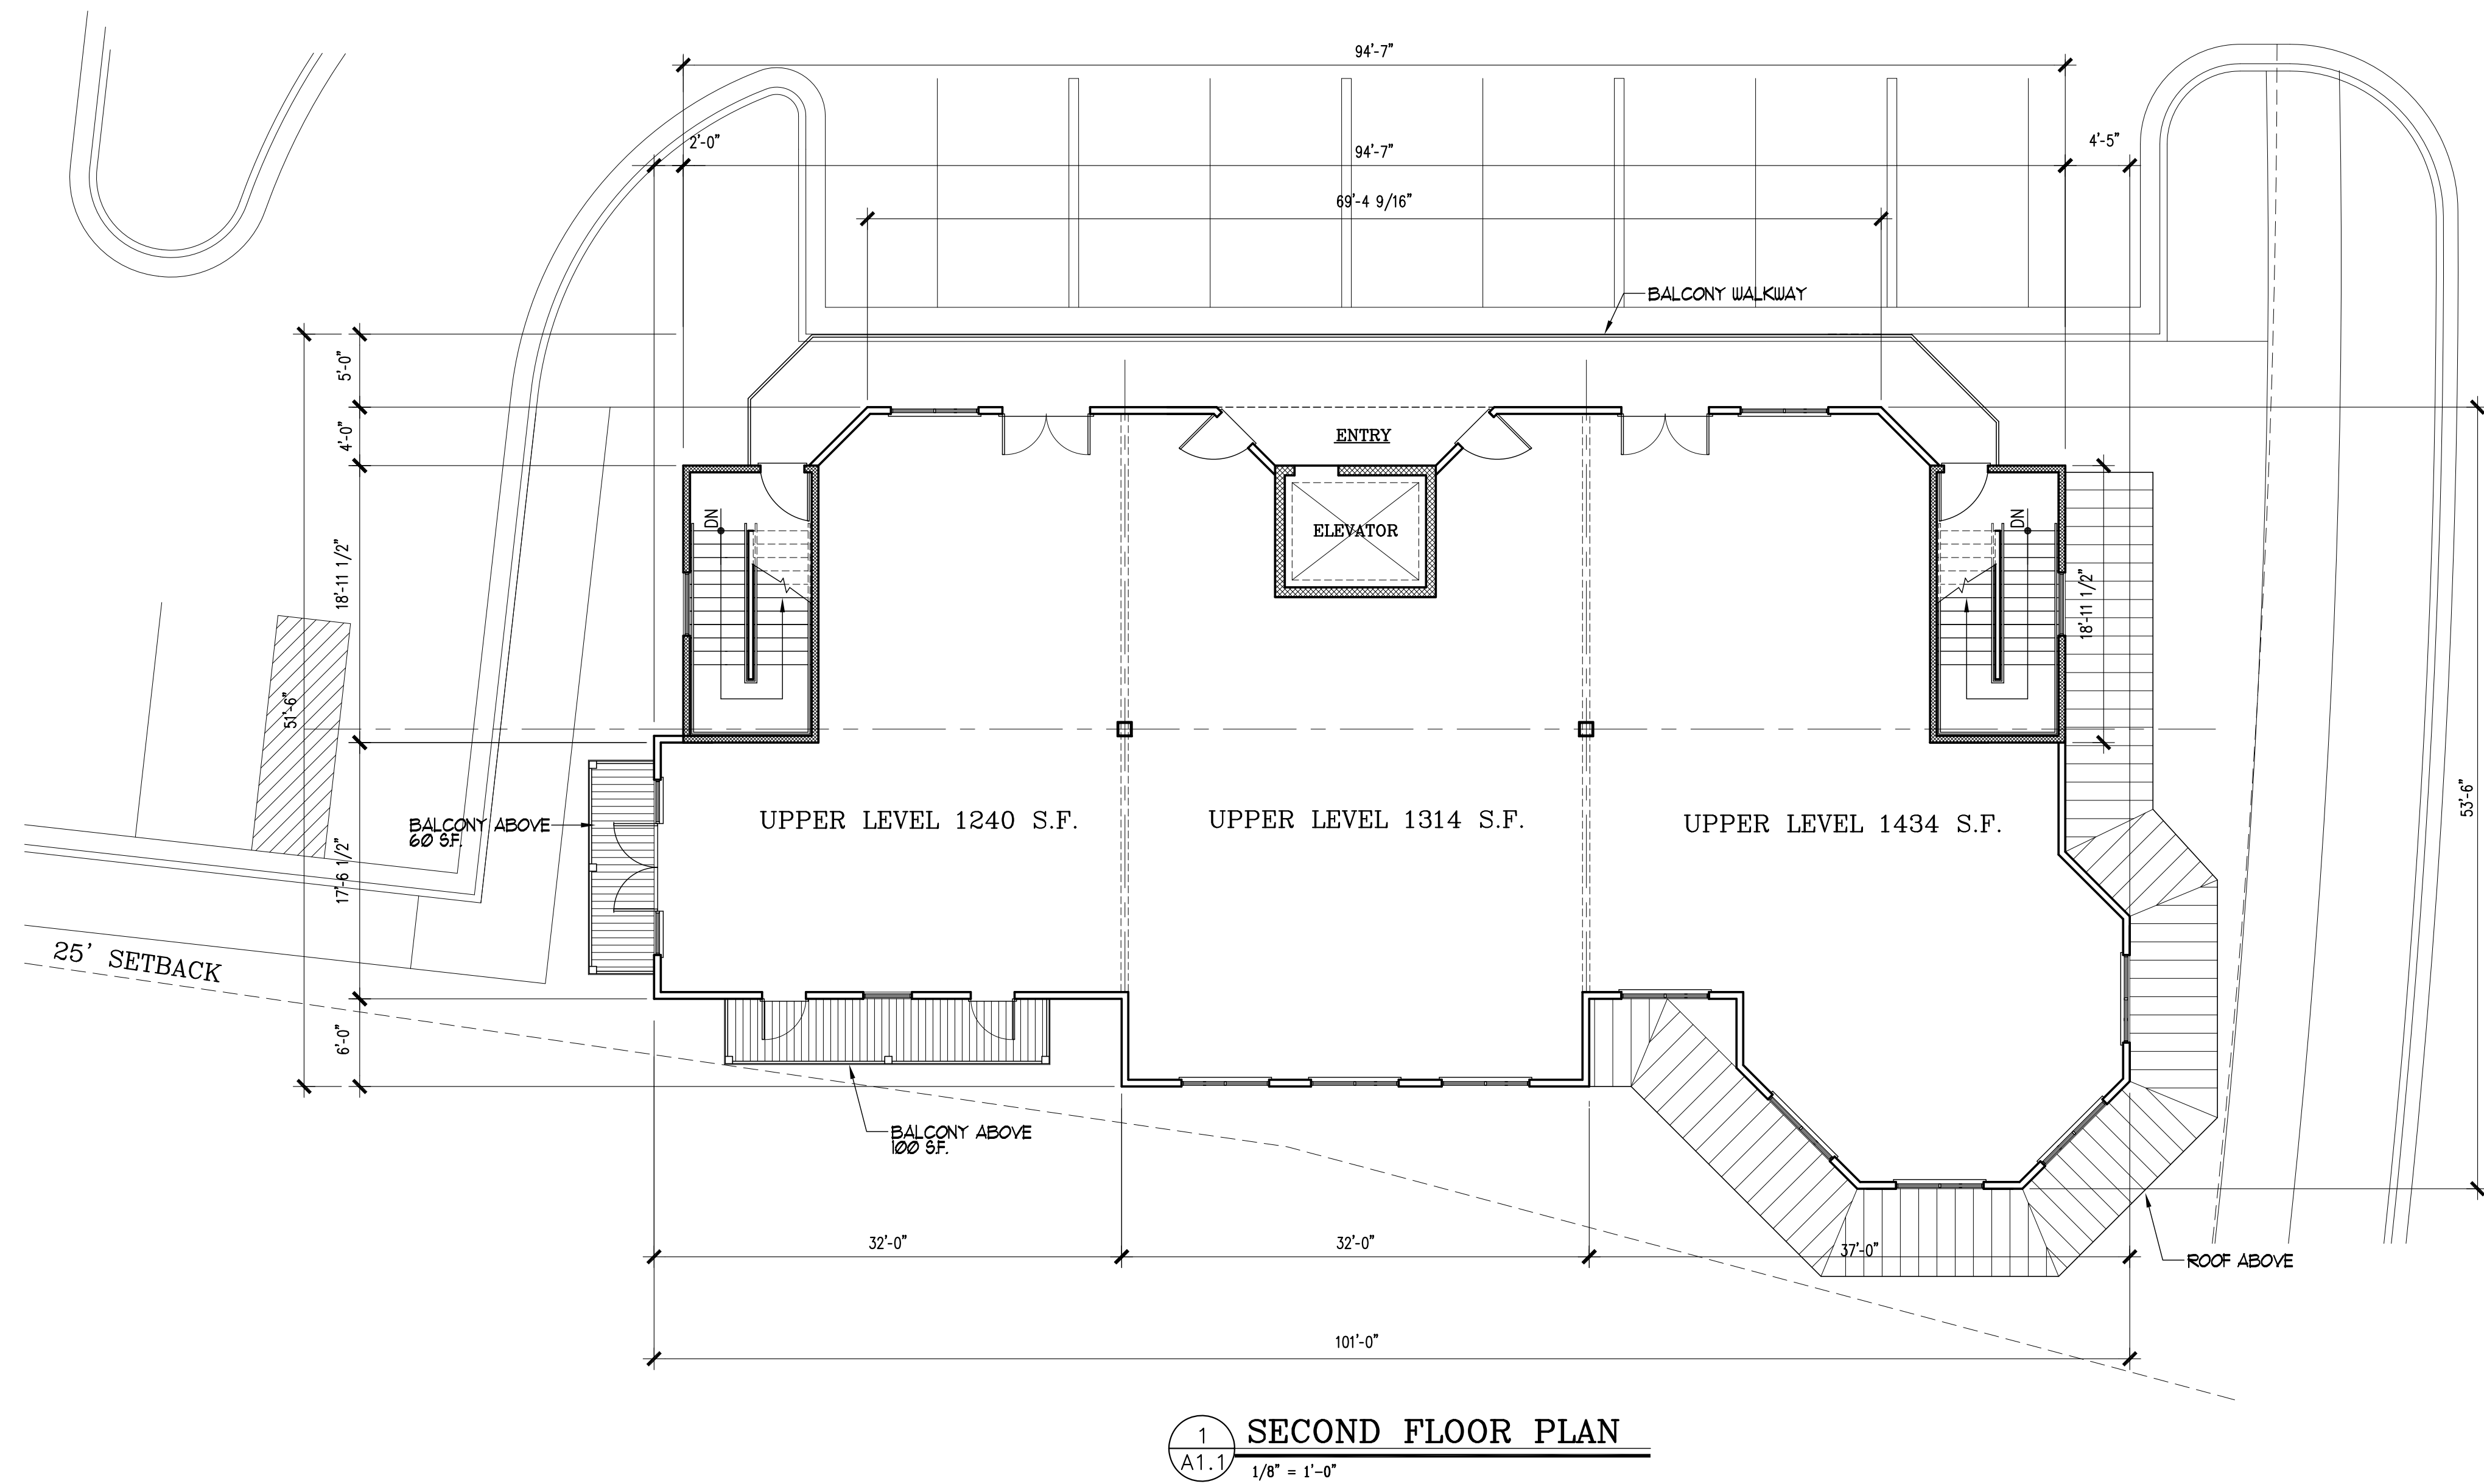 94'-7"
2'-0"
94'-7"
4'-5"
69'-4 9/16"
BALCONY WALKWAY
5'-0"
4'-0"
ENTRY
ELEVATOR
DN
DN
18'-11 1/2"
18'-11 1/2"
51'-6"
53'-6"
UPPER LEVEL 1240 S.F.
UPPER LEVEL 1314 S.F.
UPPER LEVEL 1434 S.F.
BALCONY ABOVE
60 S.F.
17'-6 1/2"
25' SETBACK
6'-0"
BALCONY ABOVE
100 S.F.
32'-0"
32'-0"
37'-0"
ROOF ABOVE
101'-0"
1
A1.1
SECOND FLOOR PLAN
1/8" = 1'-0"